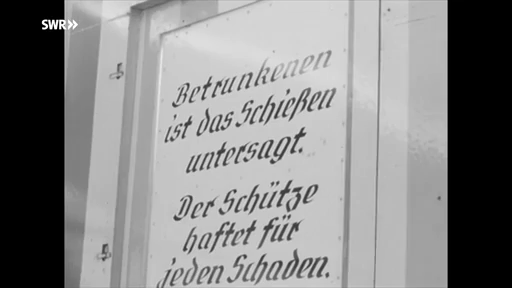 SWR»
Betrunkenen
ist das Schießen
untersagt.
Der Schütze
haftet für
jeden Schaden.